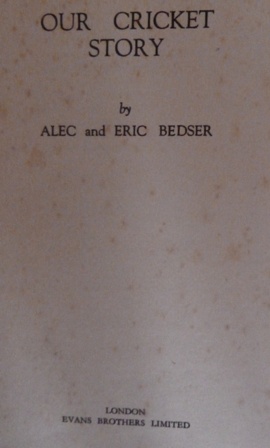 OUR CRICKET
STORY
by
ALEC and ERIC BEDSER
LONDON
EVANS BROTHERS LIMITED